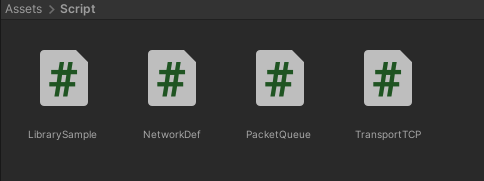 Assets > Script
# # # #
LibrarySample NetworkDef PacketQueue TransportTCP